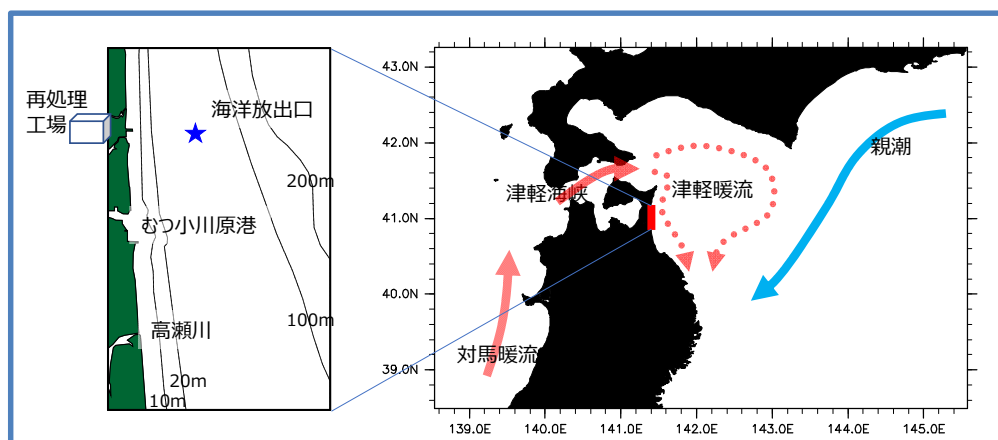 再処理
工場
海洋放出口
200m
むつ小川原港
100m
高瀬川
20m
10m
43.0N
42.0N
41.0N
40.0N
39.0N
親潮
津軽海峡
津軽暖流
対馬暖流
139.0E
140.0E
141.0E
142.0E
143.0E
144.0E
145.0E